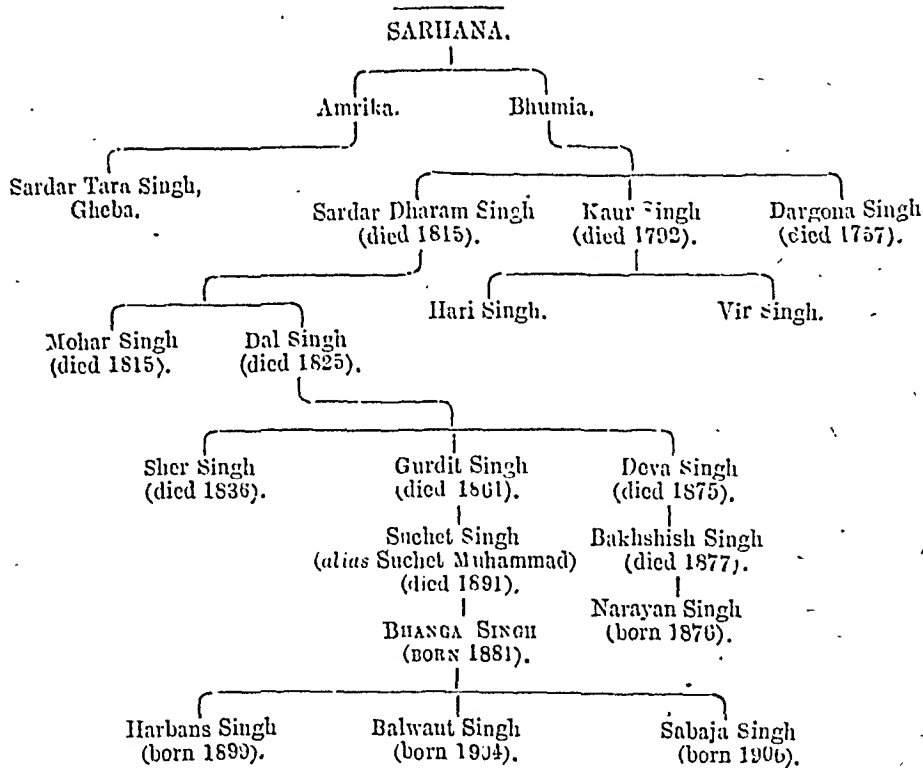 SARHANA.
Amrika. Bhumia.
Sardar Tara Singh,
Gheba.
Sardar Dharam Singh
(died 1815).
Kaur Singh
(died 1792).
Dargona Singh
(died 1757).
Hari Singh. Vir Singh.
Mohar Singh
(died 1815).
Dal Singh
(died 1825).
Sher Singh
(died 1836).
Gurdit Singh
(died 1861).
Deva Singh
(died 1875).
Suchet Singh
(alias Suchet Muhammad)
(died 1891).
Bakhshish Singh
(died 1877).
Narayan Singh
(born 1876).
BHANGA SINGH
(BORN 1881).
Harbans Singh
(born 1899).
Balwant Singh
(born 1904).
Sabaja Singh
(born 1906).